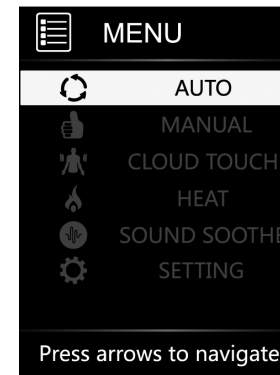 MENU
AUTO
MANUAL
CLOUD TOUCH
HEAT
SOUND SOOTHE
SETTING
Press arrows to navigate